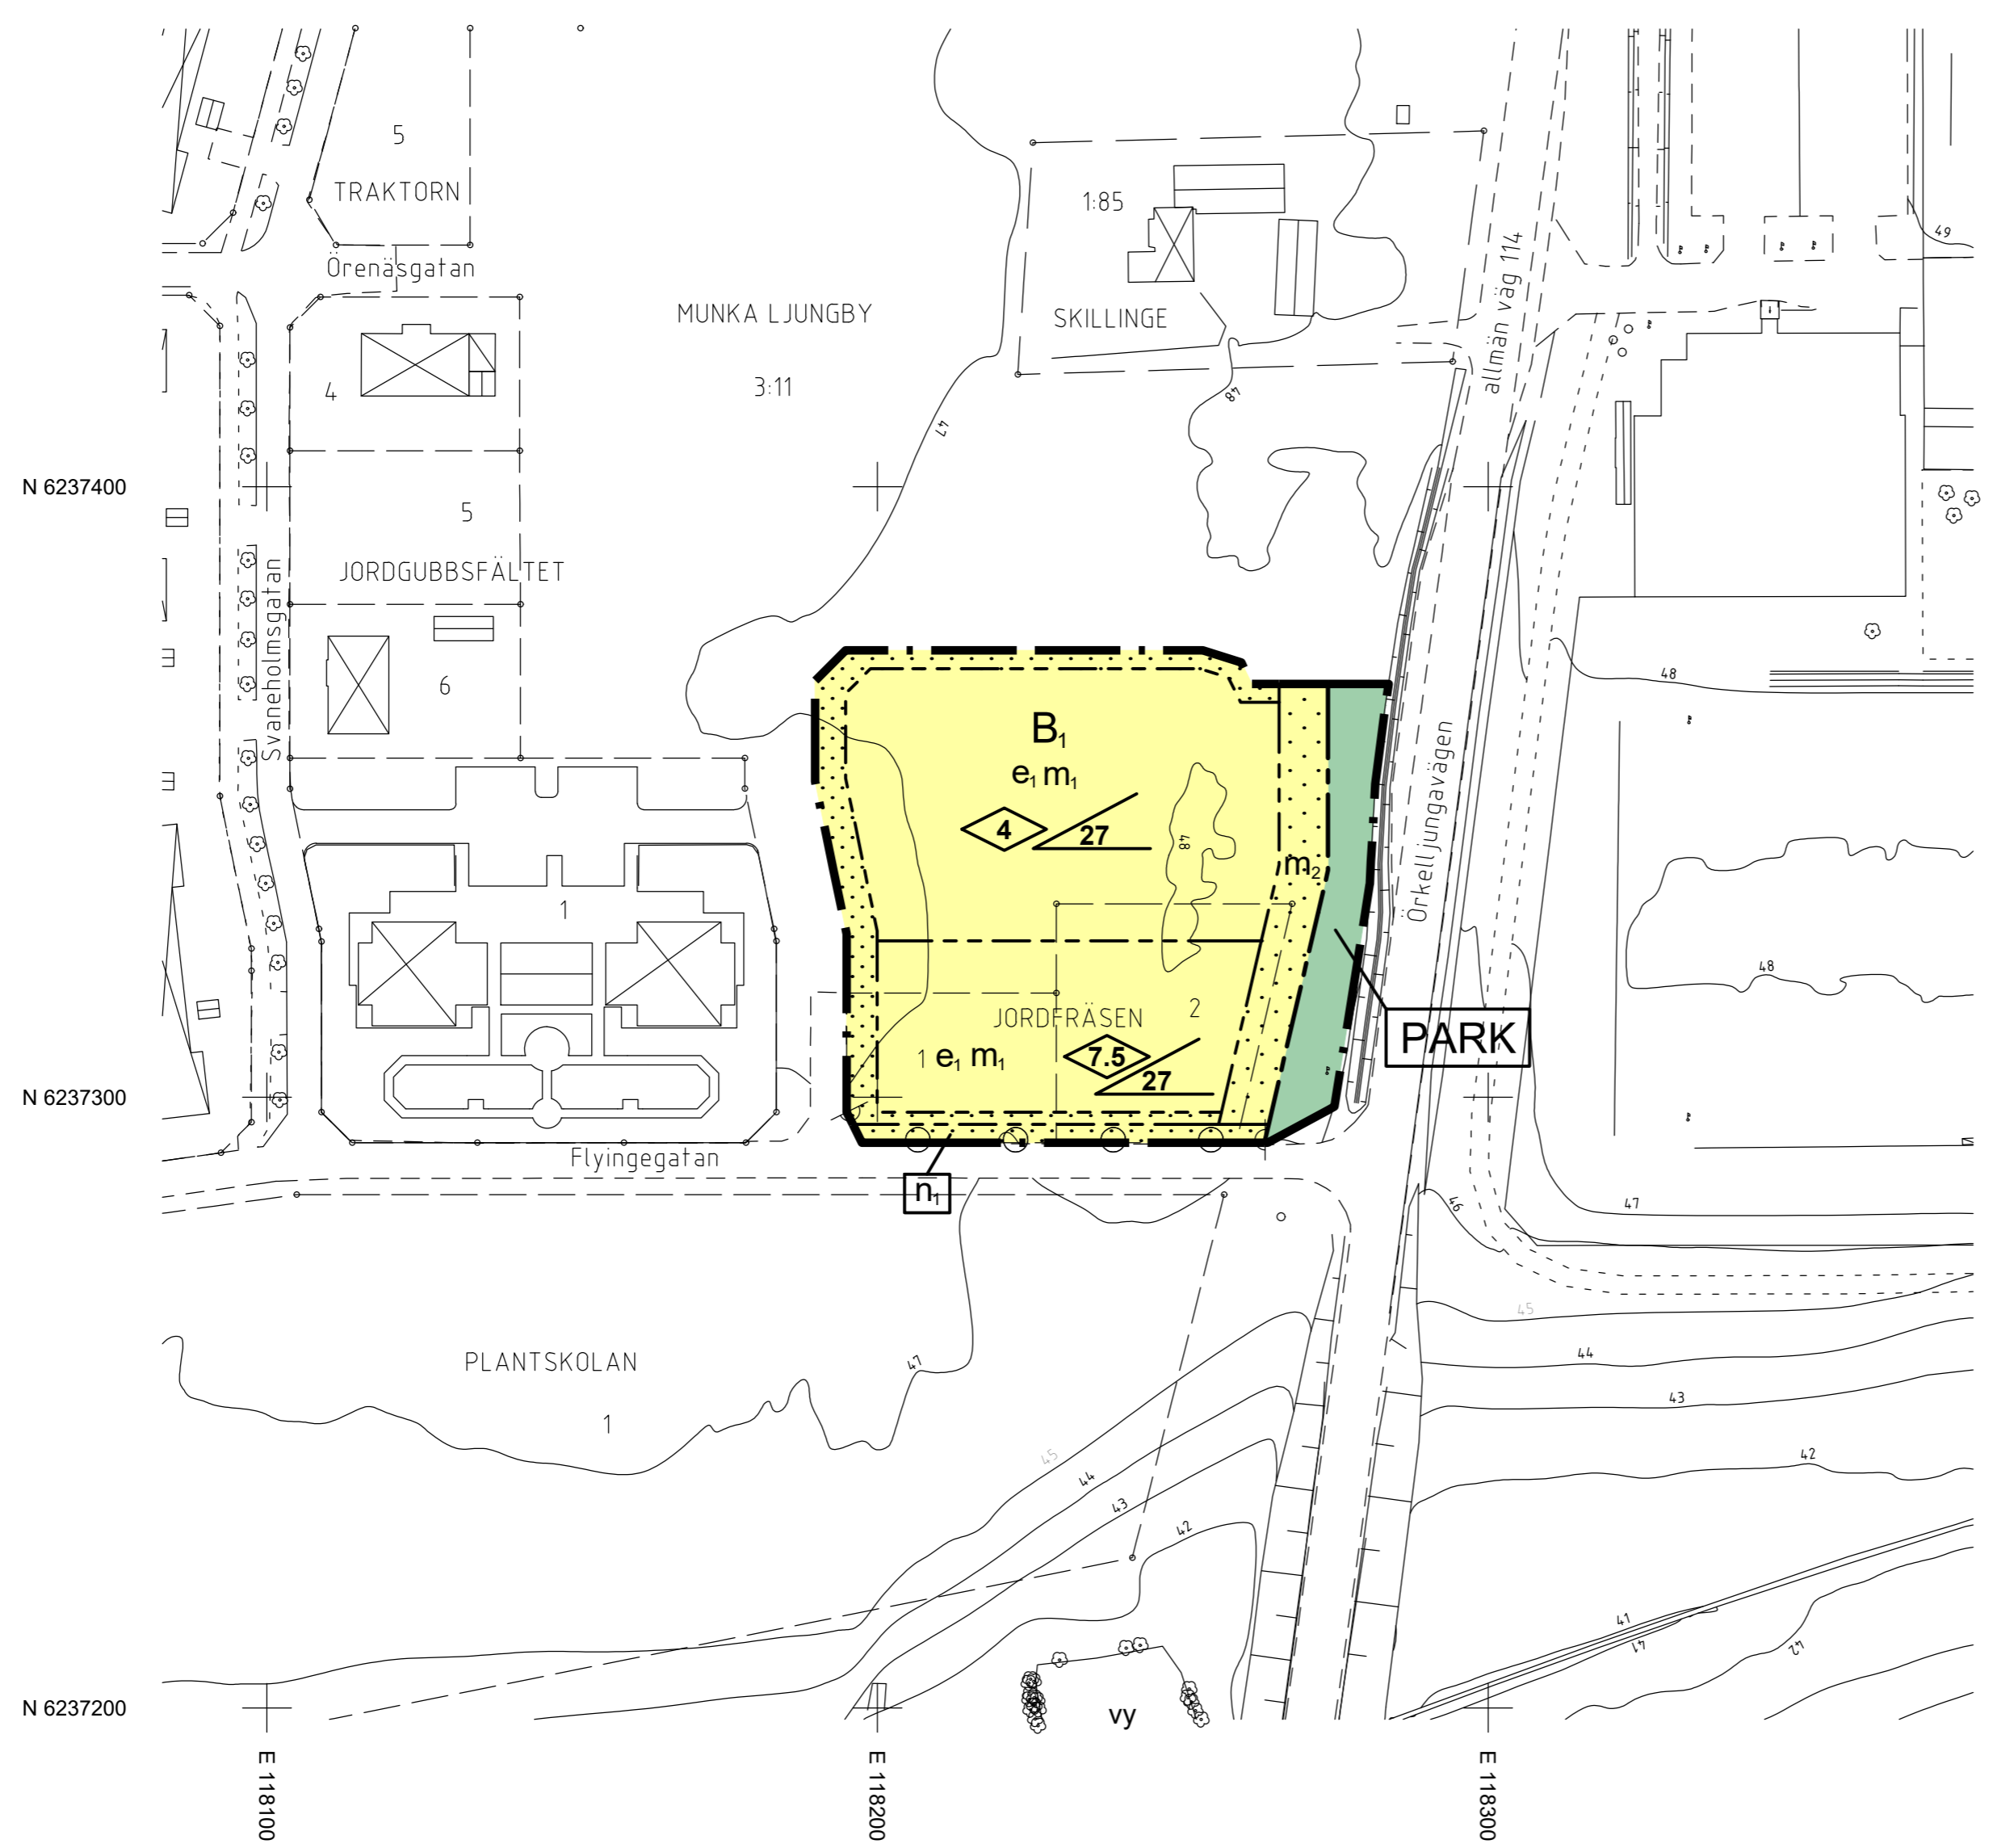 5
TRAKTORN
1:85
49
Örenäsgatan
allmän väg 114
MUNKA LJUNGBY
SKILLINGE
3:11
4
48
47
N 6237400
5
JORDGUBBSFÄLTET
Svaneholmsgatan
6
48
B₁
e₁ m₁
4
27
48
m₂
Örkelljungavägen
1
48
JORDFRÄSEN
2
PARK
1 e₁ m₁
7.5
27
N 6237300
Flyingegatan
n₁
46
47
45
PLANTSKOLAN
47
44
43
1
45
44
43
42
42
41
41
42
N 6237200
vy
E 118100
E 118200
E 118300